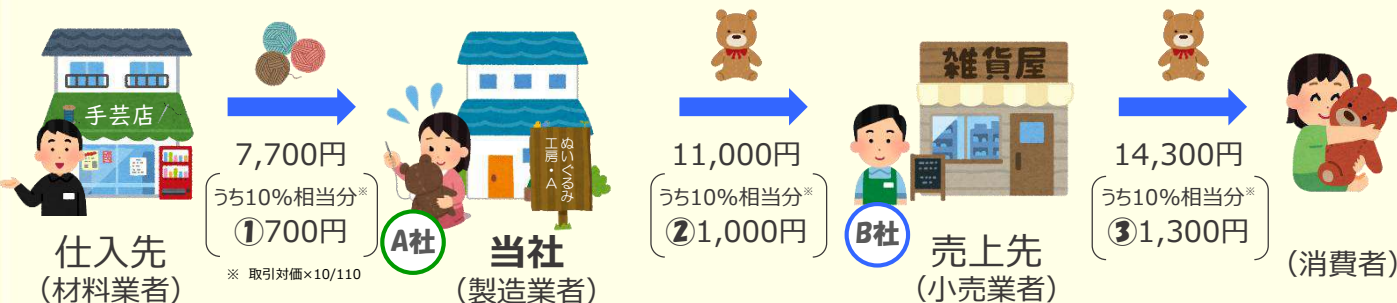 手芸店
7,700円
うち10%相当分※
①700円
※ 取引対価×10/110
仕入先
(材料業者)
ぬいぐるみ
工房・A
A社
当社
(製造業者)
11,000円
うち10%相当分※
②1,000円
雑貨屋
B社
売上先
(小売業者)
14,300円
うち10%相当分※
③1,300円
(消費者)